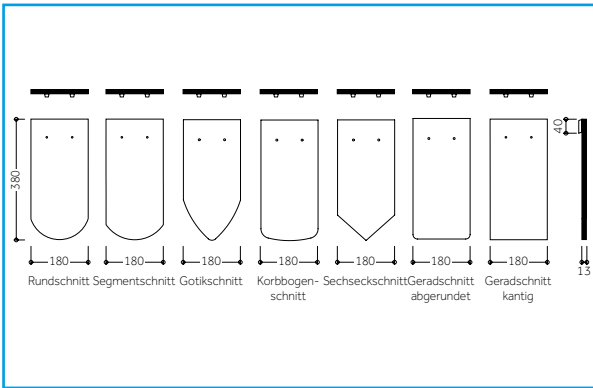 40
380
180 180 180 180 180 180 180
13
Rundschnitt Segmentschnitt Gotikschnitt Korbbogen- Sechseckschnitt Geradschnitt Geradschnitt
schnitt abgerundet kantig